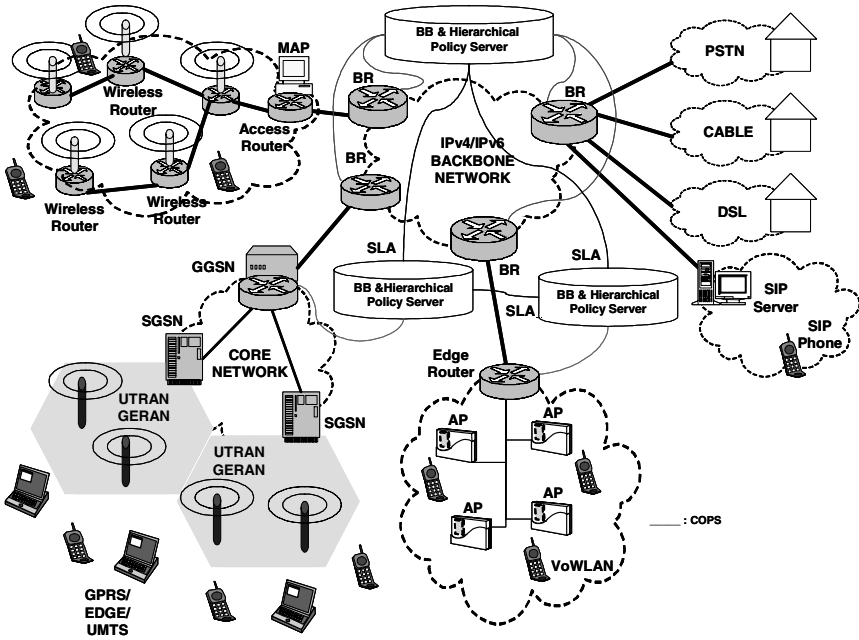 BB & Hierarchical
Policy Server
MAP
Wireless
Router
Access
Router
BR
BR
BR
IPv4/IPv6
BACKBONE
NETWORK
PSTN
CABLE
DSL
Wireless
Router
Wireless
Router
GGSN
SLA
BR
SLA
BB &Hierarchical
Policy Server
SLA
BB & Hierarchical
Policy Server
SIP
Server
SIP
Phone
SGSN
CORE
NETWORK
Edge
Router
UTRAN
GERAN
SGSN
UTRAN
GERAN
AP
AP
AP
AP
: COPS
VoWLAN
GPRS/
EDGE/
UMTS